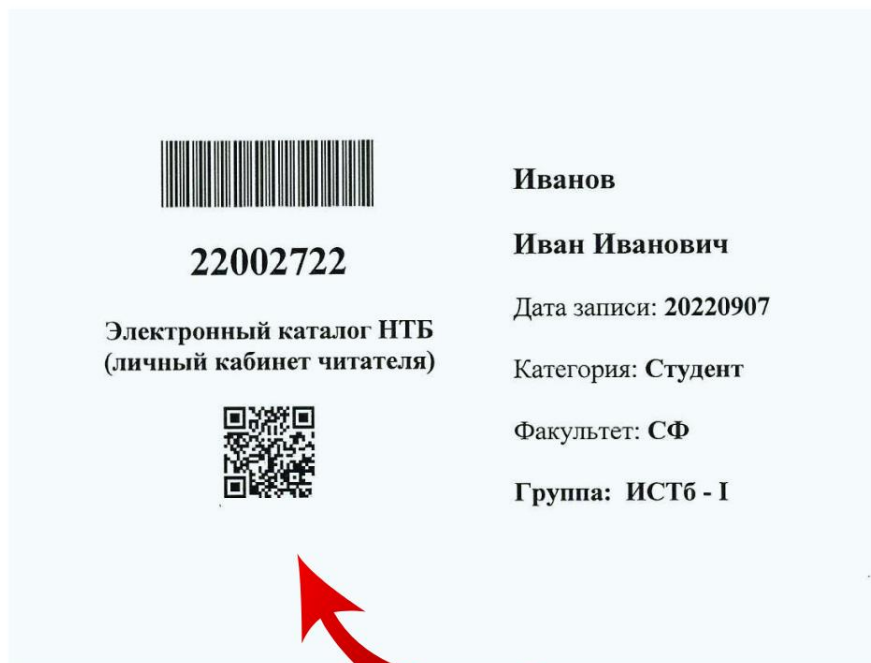 22002722
Электронный каталог НТБ
(личный кабинет читателя)
Иванов
Иван Иванович
Дата записи: 20220907
Категория: Студент
Факультет: СФ
Группа: ИСТб - I